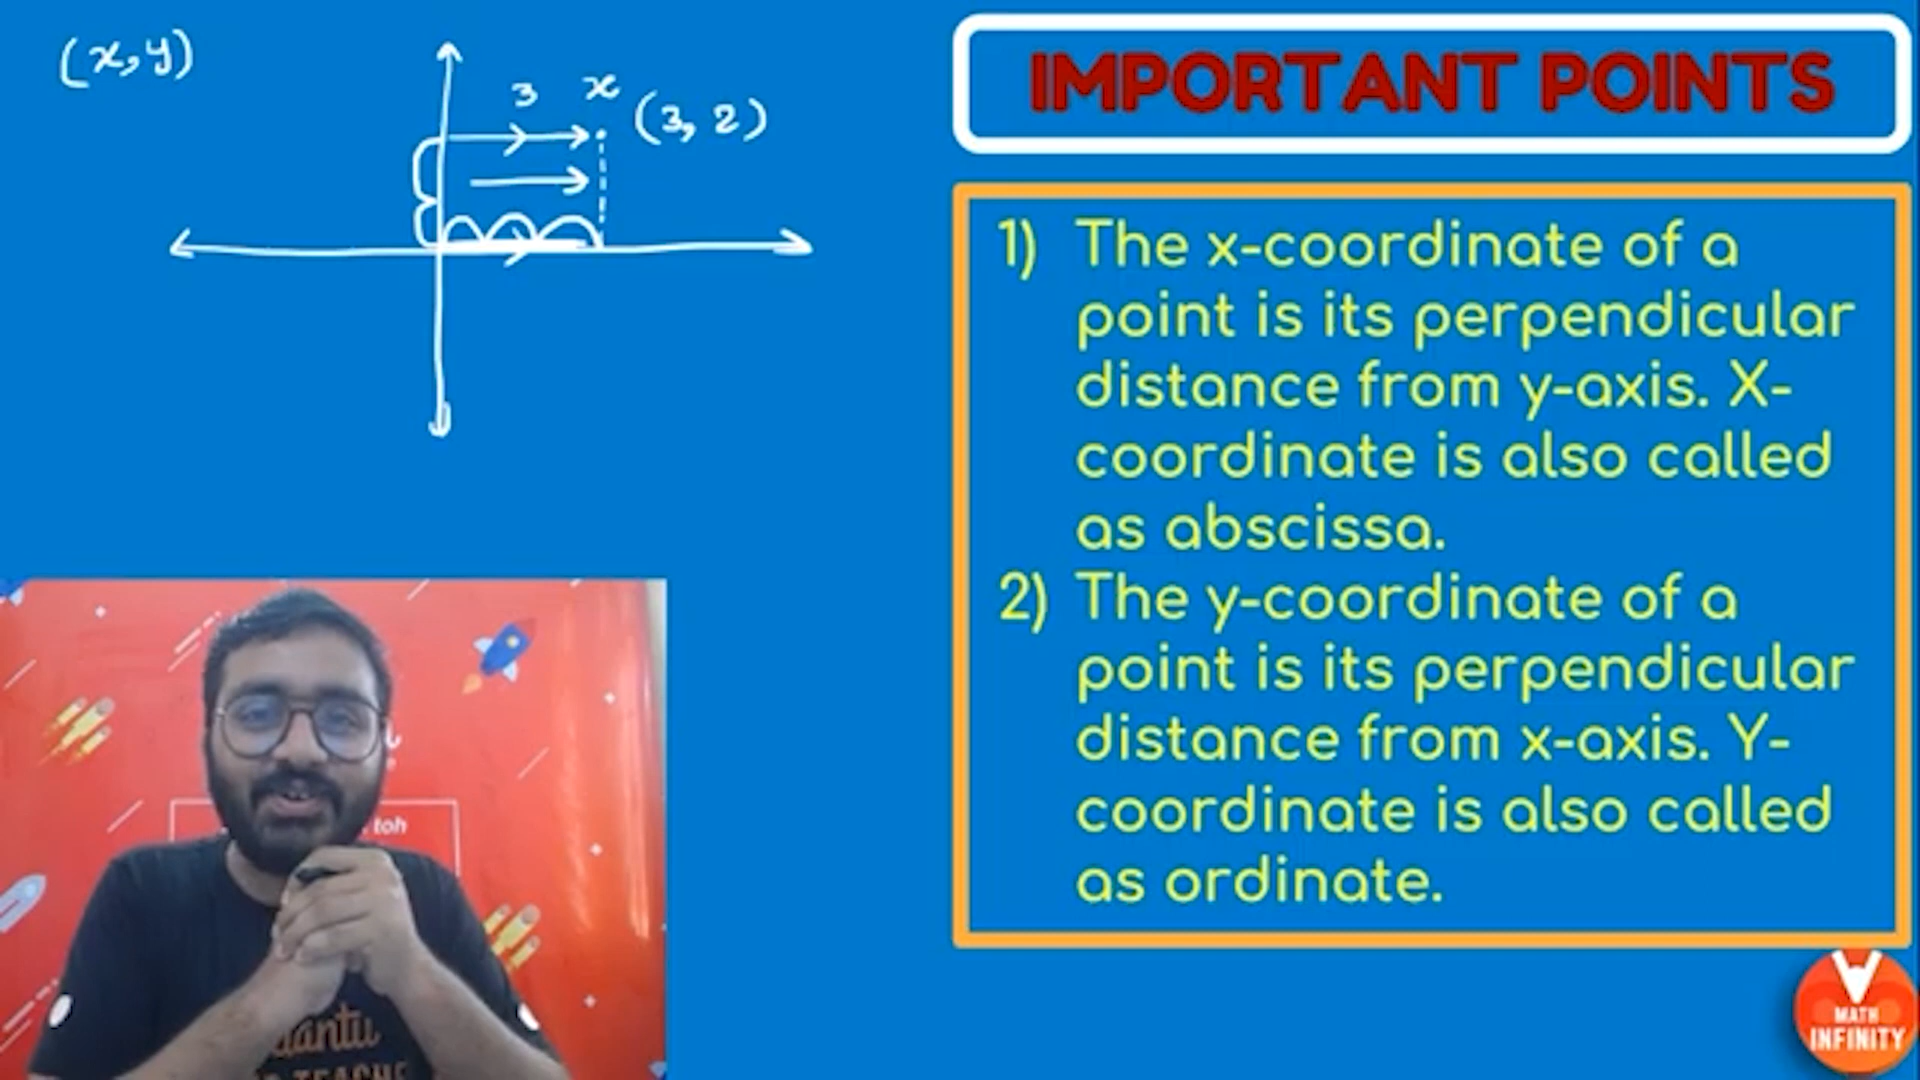 (x,y)
3 x
(3, 2)
IMPORTANT POINTS
1) The x-coordinate of a
point is its perpendicular
distance from y-axis. X-
coordinate is also called
as abscissa.
2) The y-coordinate of a
point is its perpendicular
distance from x-axis. Y-
coordinate is also called
as ordinate.
toh
MATH
INFINITY